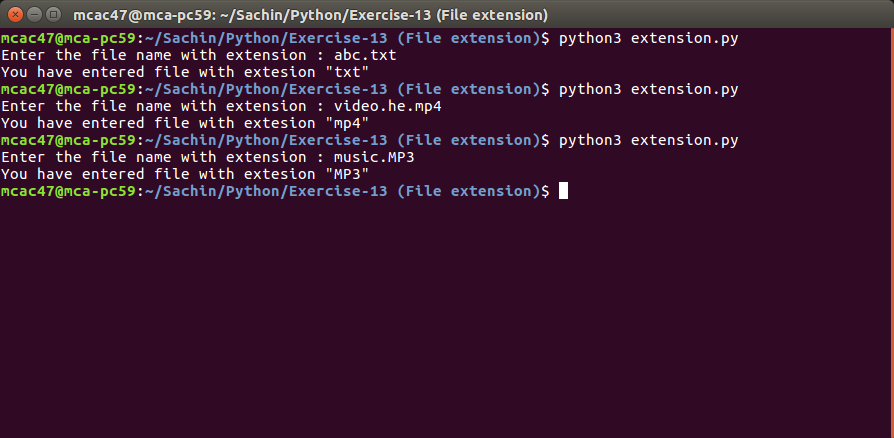 mcac47@mca-pc59: ~/Sachin/Python/Exercise-13 (File extension)
mcac47@mca-pc59:~/Sachin/Python/Exercise-13 (File extension)$ python3 extension.py
Enter the file name with extension : abc.txt
You have entered file with extesion "txt"
mcac47@mca-pc59:~/Sachin/Python/Exercise-13 (File extension)$ python3 extension.py
Enter the file name with extension : video.he.mp4
You have entered file with extesion "mp4"
mcac47@mca-pc59:~/Sachin/Python/Exercise-13 (File extension)$ python3 extension.py
Enter the file name with extension : music.MP3
You have entered file with extesion "MP3"
mcac47@mca-pc59:~/Sachin/Python/Exercise-13 (File extension)$